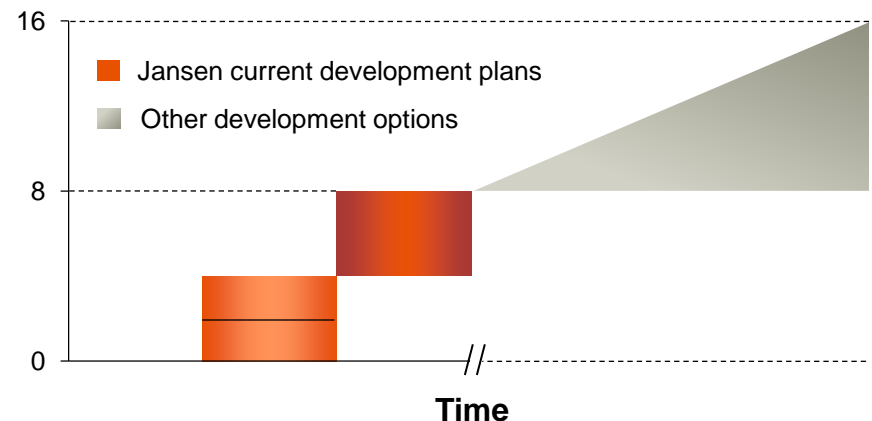 16
Jansen current development plans
Other development options
8
0
Time